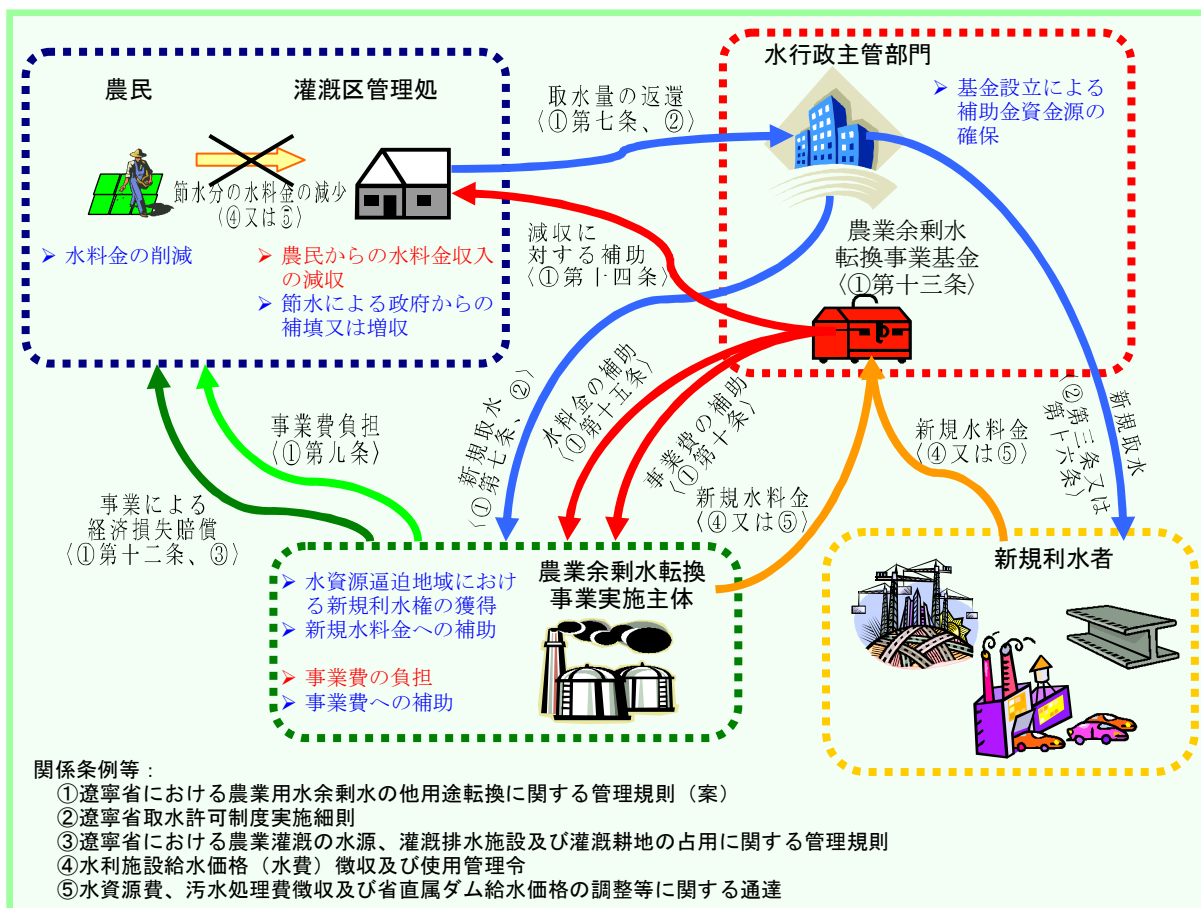 農民
灌漑区管理処
節水分の水料金の減少
〈④又は⑤〉
➢ 水料金の削減
➢ 農民からの水料金収入
の減収
➢ 節水による政府からの
補填又は増収
取水量の返還
〈①第七条、②〉
水行政主管部門
➢ 基金設立による
補助金資金源の
確保
減収に
対する補助
〈①第十四条〉
農業余剰水
転換事業基金
〈①第十三条〉
事業費負担
〈①第九条〉
事業による
経済損失賠償
〈①第十二条、③〉
新規取水
〈①第七条、②〉
水料金の補助
〈①第十五条〉
事業費の補助
〈①第十条〉
新規水料金
〈④又は⑤〉
新規水料金
〈④又は⑤〉
新規取水
〈②第三条又は
第十六条〉
➢ 水資源逼迫地域におけ
る新規利水権の獲得
➢ 新規水料金への補助
➢ 事業費の負担
➢ 事業費への補助
農業余剰水転換
事業実施主体
新規利水者
関係条例等：
①遼寧省における農業用水余剰水の他用途転換に関する管理規則（案）
②遼寧省取水許可制度実施細則
③遼寧省における農業灌漑の水源、灌漑排水施設及び灌漑耕地の占用に関する管理規則
④水利施設給水価格（水費）徴収及び使用管理令
⑤水資源費、汚水処理費徴収及び省直属ダム給水価格の調整等に関する通達